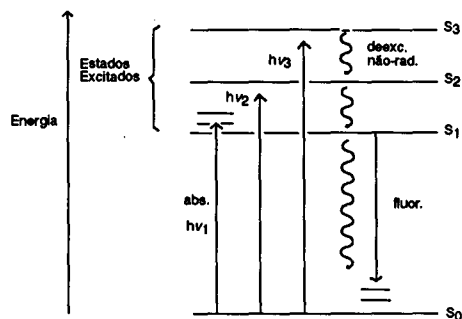 S3
deexc.
não-rad.
Estados
Excitados
hν3
S2
hν2
Energia
S1
abs.
hν1
fluor.
S0